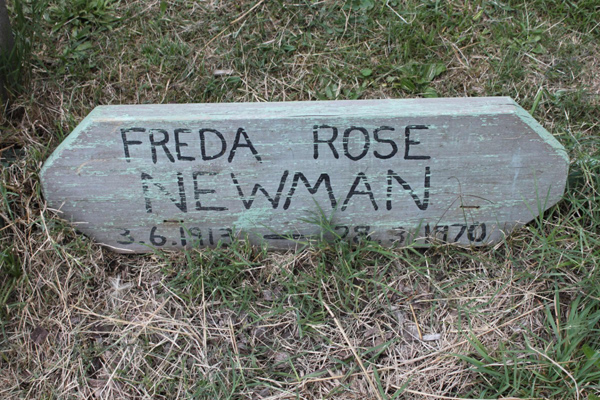 FREDA ROSE
NEWMAN
3.6.1913 — 28.3.1970